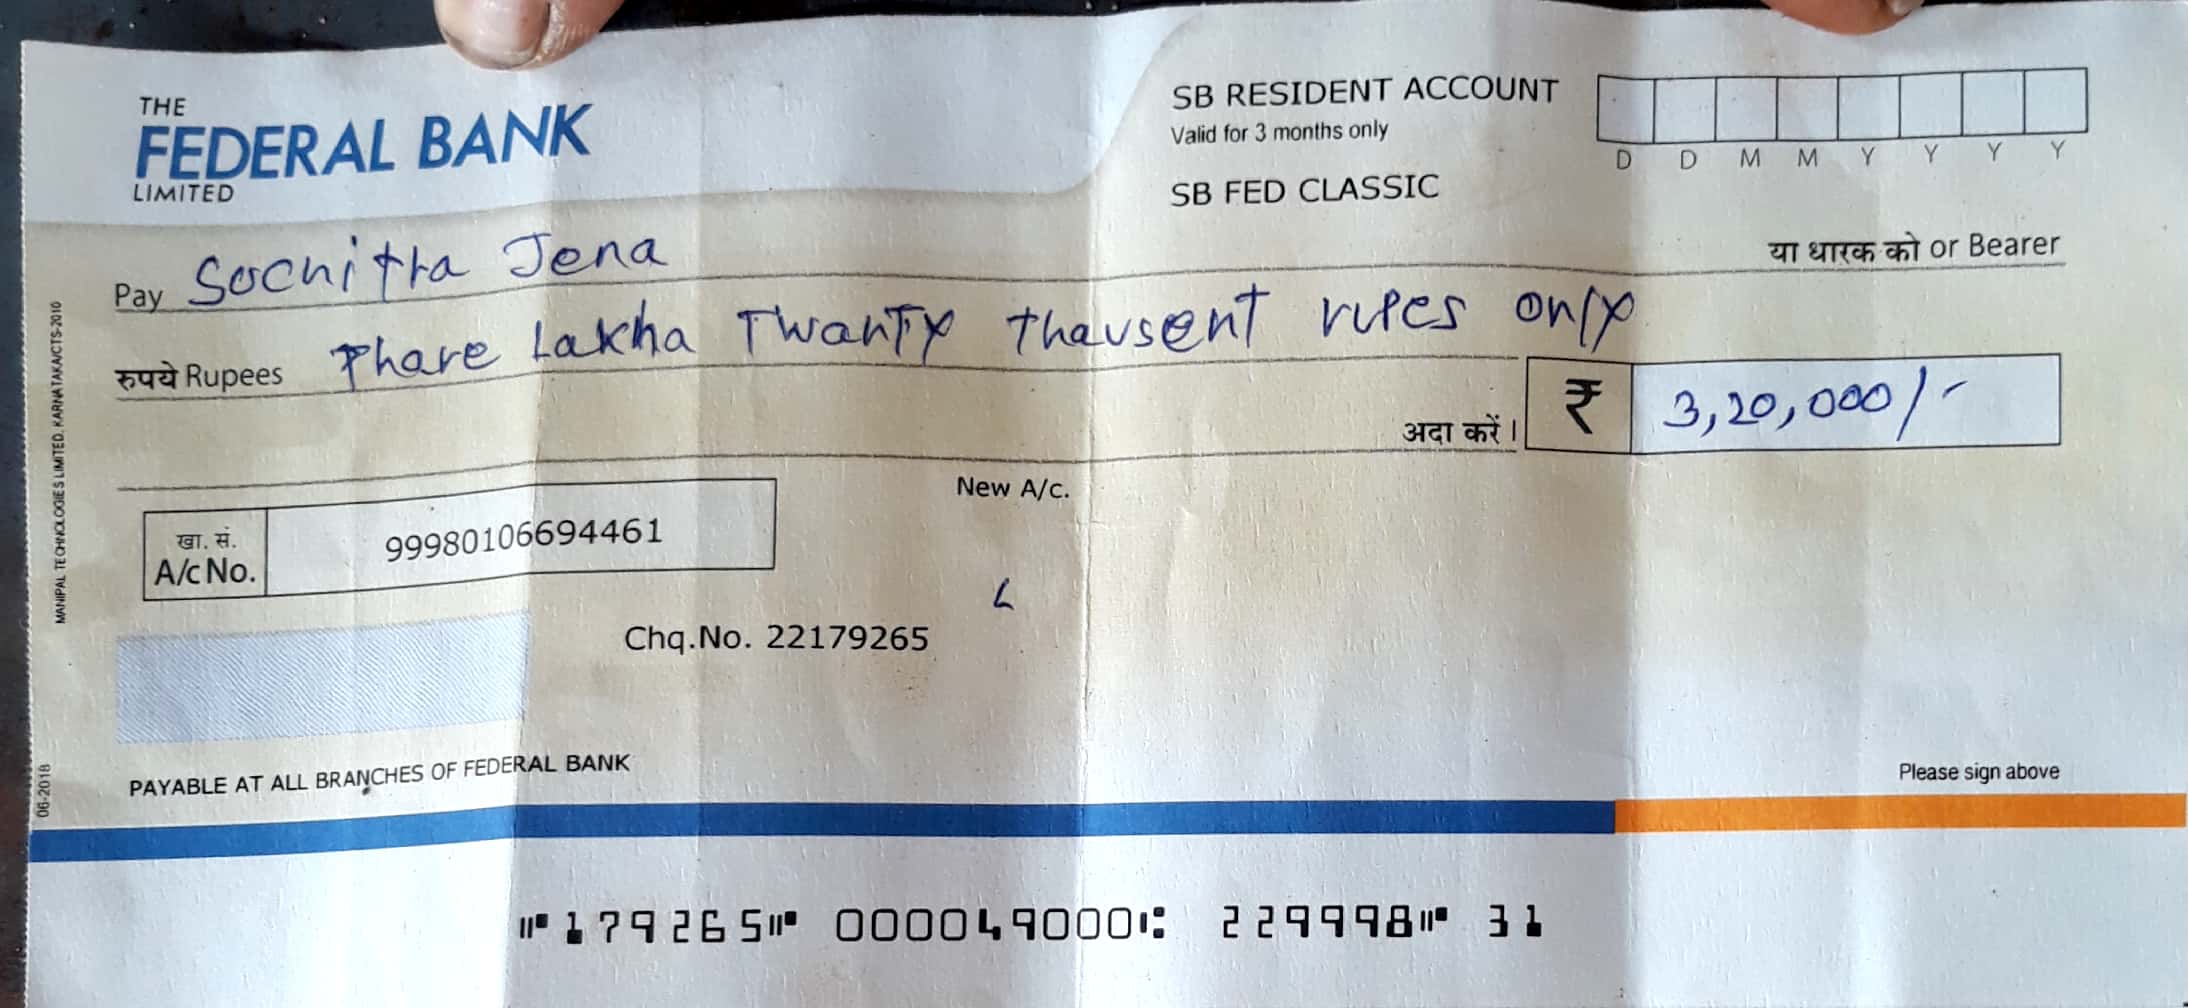 THE
FEDERAL BANK
LIMITED
SB RESIDENT ACCOUNT
Valid for 3 months only
SB FED CLASSIC
D D M M Y Y Y Y
Pay Sochitra Jena या धारक को or Bearer
रुपये Rupees Phare Lakha Twanty Thausent rupes only
अदा करें। ₹ 3,20,000/-
New A/c.
खा. सं.
A/c No. 99980106694461
Chq.No. 22179265
PAYABLE AT ALL BRANCHES OF FEDERAL BANK
Please sign above
MANIPAL TECHNOLOGIES LIMITED, KARNATAKA/CTS-2010
06-2018
⑈179265⑈ 000049000⑆ 229998⑈ 31